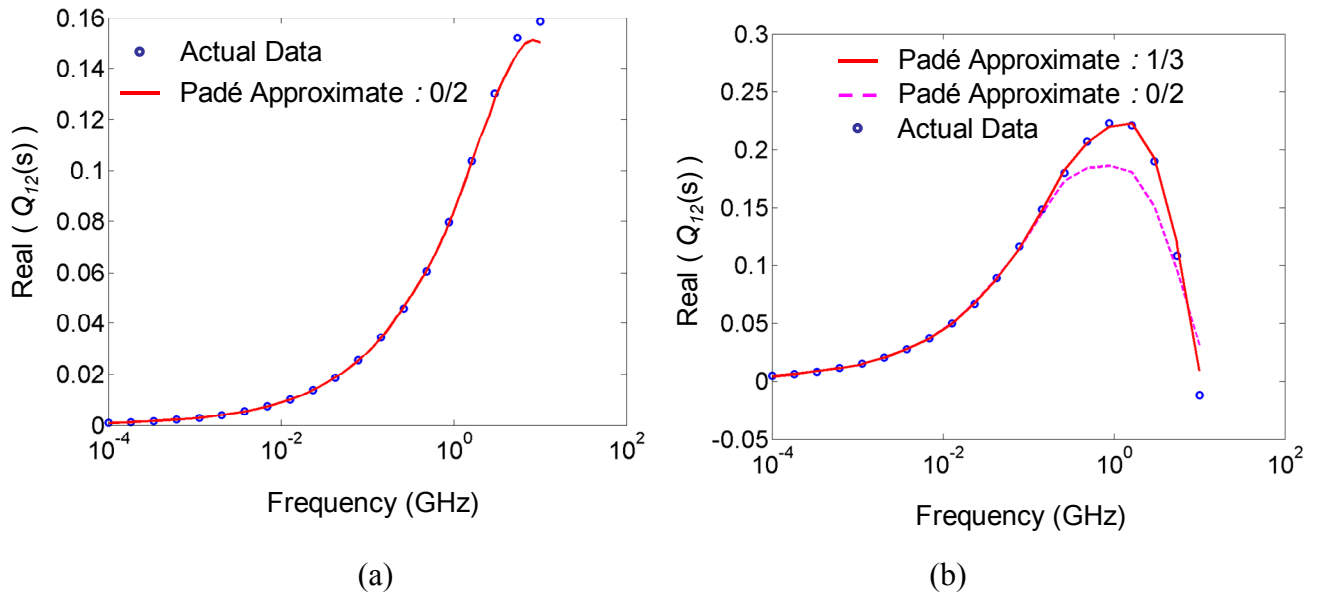 0.16
0.14
0.12
0.1
0.08
0.06
0.04
0.02
0
Real ( Q12(s) )
Actual Data
Padé Approximate : 0/2
10-4
10-2
100
102
Frequency (GHz)
(a)
0.3
0.25
0.2
0.15
0.1
0.05
0
-0.05
Real ( Q12(s) )
Padé Approximate : 1/3
Padé Approximate : 0/2
Actual Data
10-4
10-2
100
102
Frequency (GHz)
(b)